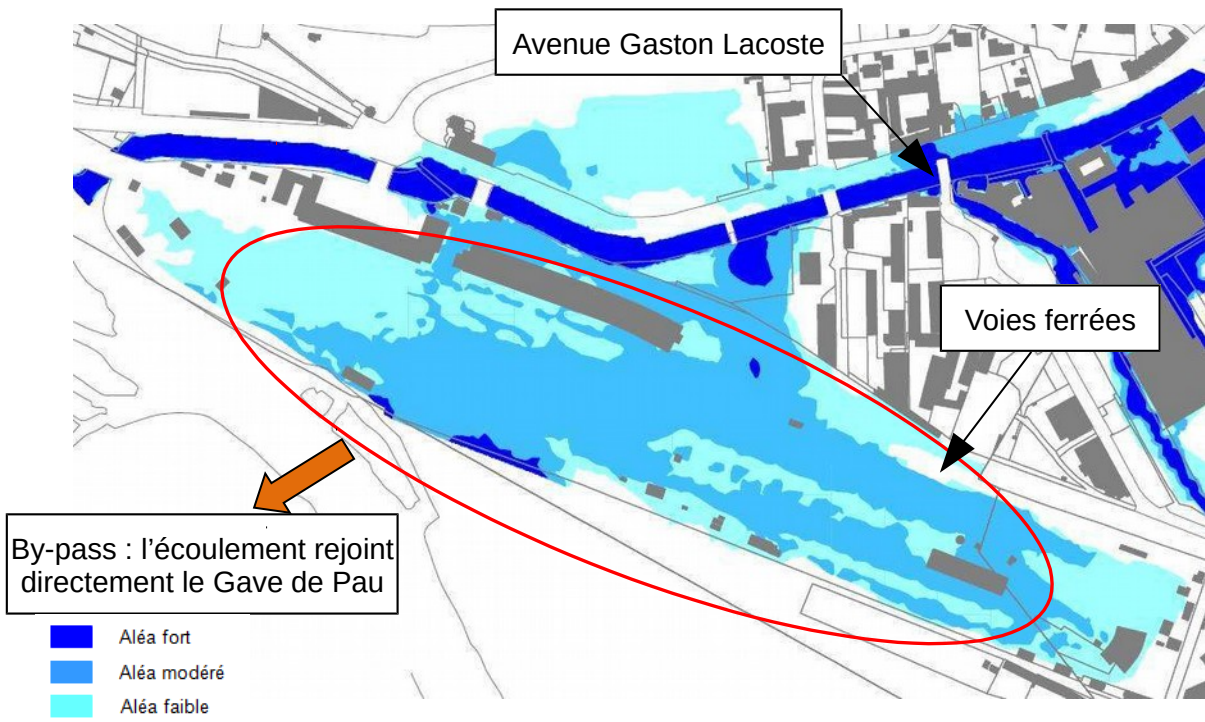 Avenue Gaston Lacoste
Voies ferrées
By-pass : l’écoulement rejoint
directement le Gave de Pau
Aléa fort
Aléa modéré
Aléa faible